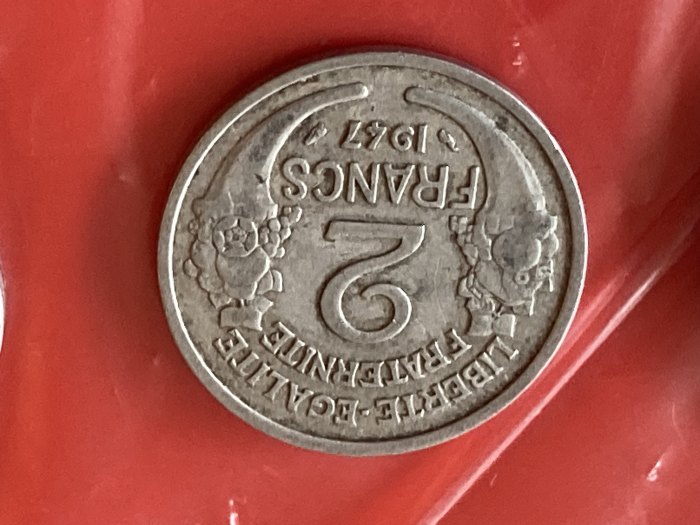 LIBERTE-EGALITE
FRATERNITE
2
FRANCS
1947